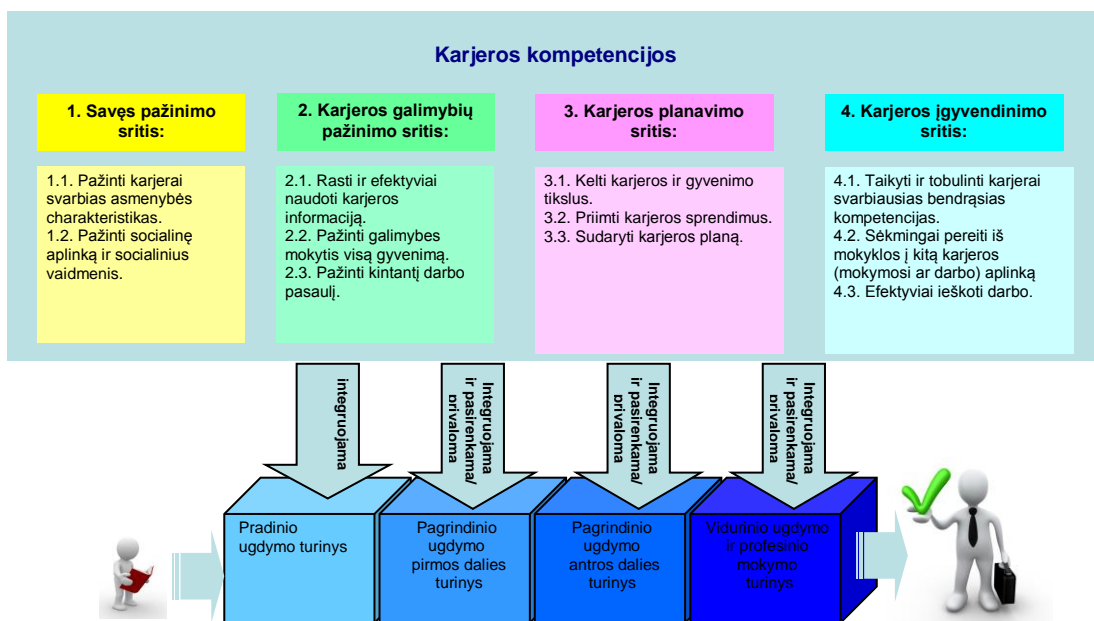 Karjeros kompetencijos
1. Savęs pažinimo
sritis:
1.1. Pažinti karjerai
svarbias asmenybės
charakteristikas.
1.2. Pažinti socialinę
aplinką ir socialinius
vaidmenis.
2. Karjeros galimybių
pažinimo sritis:
2.1. Rasti ir efektyviai
naudoti karjeros
informaciją.
2.2. Pažinti galimybes
mokytis visą gyvenimą.
2.3. Pažinti kintantį darbo
pasaulį.
3. Karjeros planavimo
sritis:
3.1. Kelti karjeros ir gyvenimo
tikslus.
3.2. Priimti karjeros sprendimus.
3.3. Sudaryti karjeros planą.
4. Karjeros įgyvendinimo
sritis:
4.1. Taikyti ir tobulinti karjerai
svarbiausias bendrąsias
kompetencijas.
4.2. Sėkmingai pereiti iš
mokyklos į kitą karjeros
(mokymosi ar darbo) aplinką
4.3. Efektyviai ieškoti darbo.
integruojama
Integruojama
ir pasirenkama/
privaloma
Integruojama
ir pasirenkama/
privaloma
Integruojama
ir pasirenkama/
privaloma
Pradinio
ugdymo turinys
Pagrindinio
ugdymo
pirmos dalies
turinys
Pagrindinio
ugdymo
antros dalies
turinys
Vidurinio ugdymo
ir profesinio
mokymo
turinys